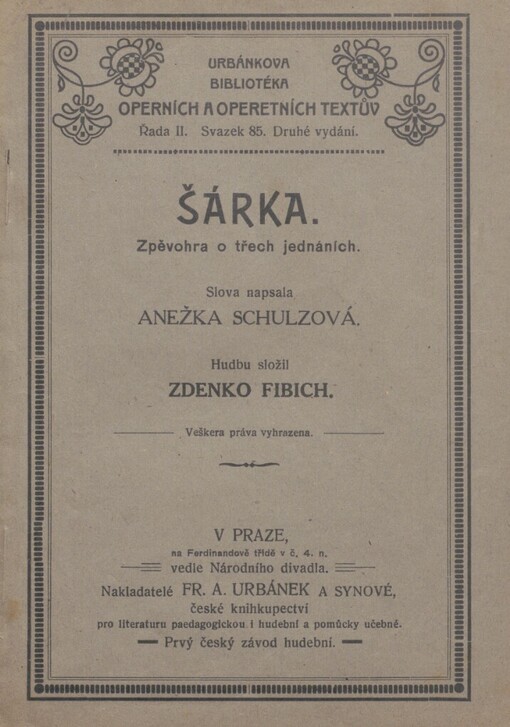 URBÁNKOVA
BIBLIOTÉKA
OPERNÍCH A OPERETNÍCH TEXTŮV
Řada II. Svazek 85. Druhé vydání.
ŠÁRKA.
Zpěvohra o třech jednáních.
Slova napsala
ANEŽKA SCHULZOVÁ.
Hudbu složil
ZDENKO FIBICH.
Veškera práva vyhrazena.
V PRAZE,
na Ferdinandově třídě v č. 4. n.
vedle Národního divadla.
Nakladatelé FR. A. URBÁNEK A SYNOVÉ,
české knihkupectví
pro literaturu paedagogickou i hudební a pomůcky učebné.
Prvý český závod hudební.